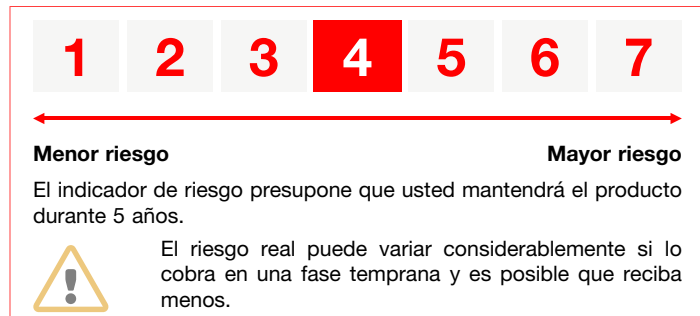 1 2 3 4 5 6 7
Menor riesgo Mayor riesgo
El indicador de riesgo presupone que usted mantendrá el producto
durante 5 años.
El riesgo real puede variar considerablemente si lo
cobra en una fase temprana y es posible que reciba
menos.